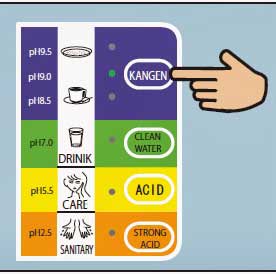 pH9.5
pH9.0
KANGEN
pH8.5
pH7.0
CLEAN
WATER
DRINIK
pH5.5
ACID
CARE
pH2.5
STRONG
ACID
SANITARY